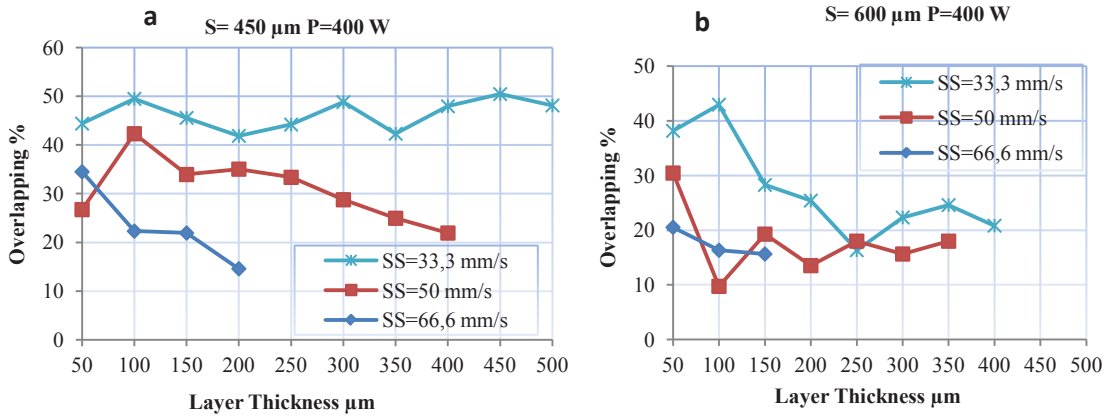 a
S= 450 µm P=400 W
60
50
40
30
20
10
0
Overlapping %
SS=33,3 mm/s
SS=50 mm/s
SS=66,6 mm/s
50 100 150 200 250 300 350 400 450 500
Layer Thickness µm
b
S= 600 µm P=400 W
50
40
30
20
10
0
Overlapping %
SS=33,3 mm/s
SS=50 mm/s
SS=66,6 mm/s
50 100 150 200 250 300 350 400 450 500
Layer Thickness µm